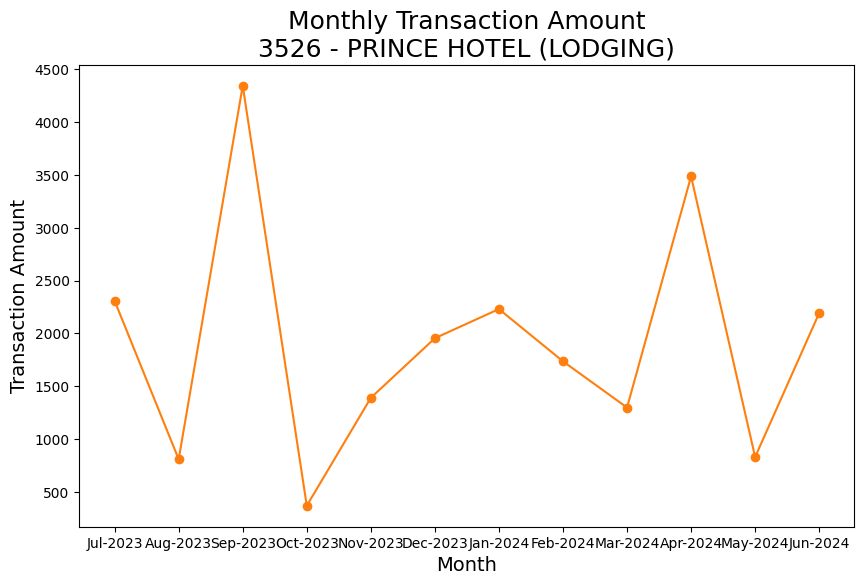 Monthly Transaction Amount
3526 - PRINCE HOTEL (LODGING)
4500
4000
3500
3000
2500
2000
1500
1000
500
Transaction Amount
Jul-2023 Aug-2023 Sep-2023 Oct-2023 Nov-2023 Dec-2023 Jan-2024 Feb-2024 Mar-2024 Apr-2024 May-2024 Jun-2024
Month